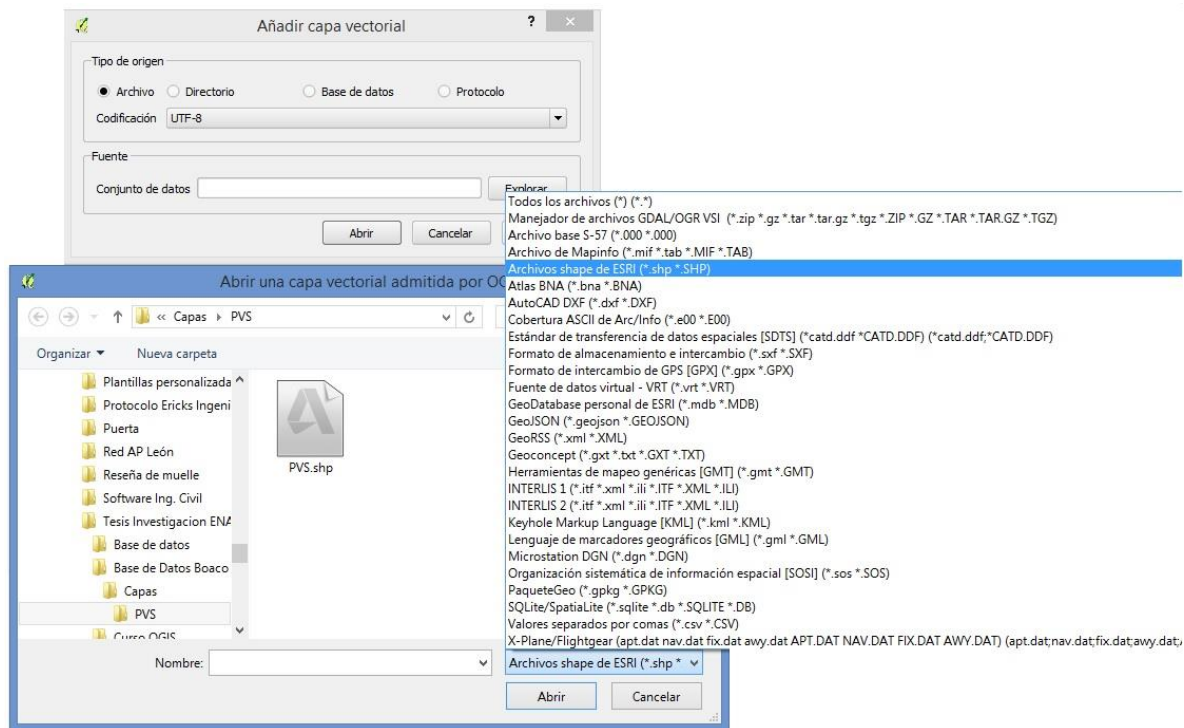 Añadir capa vectorial
?
Tipo de origen
Archivo Directorio Base de datos Protocolo
Codificación UTF-8
Fuente
Conjunto de datos Explorar
Abrir Cancelar
Abrir una capa vectorial admitida por
« Capas PVS
Organizar Nueva carpeta
Plantillas personalizada
Protocolo Ericks Ingeni
Puerta
Red AP León
Reseña de muelle
Software Ing. Civil
Tesis Investigacion ENA
Base de datos
Base de Datos Boaco
Capas
PVS
Curso QGIS
PVS.shp
Todos los archivos (*) (*.*)
Manejador de archivos GDAL/OGR VSI (*.zip *.gz *.tar *.tar.gz *.tgz *.ZIP *.GZ *.TAR *.TAR.GZ *.TGZ)
Archivo base S-57 (*.000 *.000)
Archivo de Mapinfo (*.mif *.tab *.MIF *.TAB)
Archivos shape de ESRI (*.shp *.SHP)
Atlas BNA (*.bna *.BNA)
AutoCAD DXF (*.dxf *.DXF)
Cobertura ASCII de Arc/Info (*.e00 *.E00)
Estándar de transferencia de datos espaciales [SDTS] (*catd.ddf *CATD.DDF) (*catd.ddf;*CATD.DDF)
Formato de almacenamiento e intercambio (*.sxf *.SXF)
Formato de intercambio de GPS [GPX] (*.gpx *.GPX)
Fuente de datos virtual - VRT (*.vrt *.VRT)
GeoDatabase personal de ESRI (*.mdb *.MDB)
GeoJSON (*.geojson *.GEOJSON)
GeoRSS (*.xml *.XML)
Geoconcept (*.gxt *.txt *.GXT *.TXT)
Herramientas de mapeo genéricas [GMT] (*.gmt *.GMT)
INTERLIS 1 (*.itf *.xml *.ili *.ITF *.XML *.ILI)
INTERLIS 2 (*.itf *.xml *.ili *.ITF *.XML *.ILI)
Keyhole Markup Language [KML] (*.kml *.KML)
Lenguaje de marcadores geográficos [GML] (*.gml *.GML)
Microstation DGN (*.dgn *.DGN)
Organización sistemática de información espacial [SOSI] (*.sos *.SOS)
PaqueteGeo (*.gpkg *.GPKG)
SQLite/SpatiaLite (*.sqlite *.db *.SQLITE *.DB)
Valores separados por comas (*.csv *.CSV)
X-Plane/Flightgear (apt.dat nav.dat fix.dat awy.dat APT.DAT NAV.DAT FIX.DAT AWY.DAT) (apt.dat;nav.dat;fix.dat;awy.dat;
Nombre: Archivos shape de ESRI (*.shp *
Abrir Cancelar